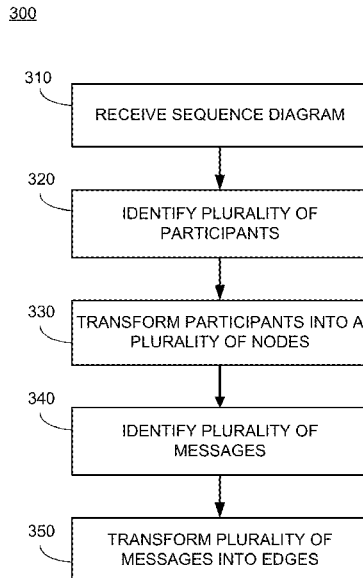 300
310
RECEIVE SEQUENCE DIAGRAM
320
IDENTIFY PLURALITY OF
PARTICIPANTS
330
TRANSFORM PARTICIPANTS INTO A
PLURALITY OF NODES
340
IDENTIFY PLURALITY OF
MESSAGES
350
TRANSFORM PLURALITY OF
MESSAGES INTO EDGES